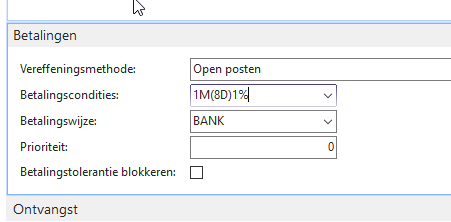 Betalingen
Vereffeningsmethode: Open posten
Betalingscondities: 1M(8D)1%
Betalingswijze: BANK
Prioriteit: 0
Betalingstolerantie blokkeren:
Ontvangst